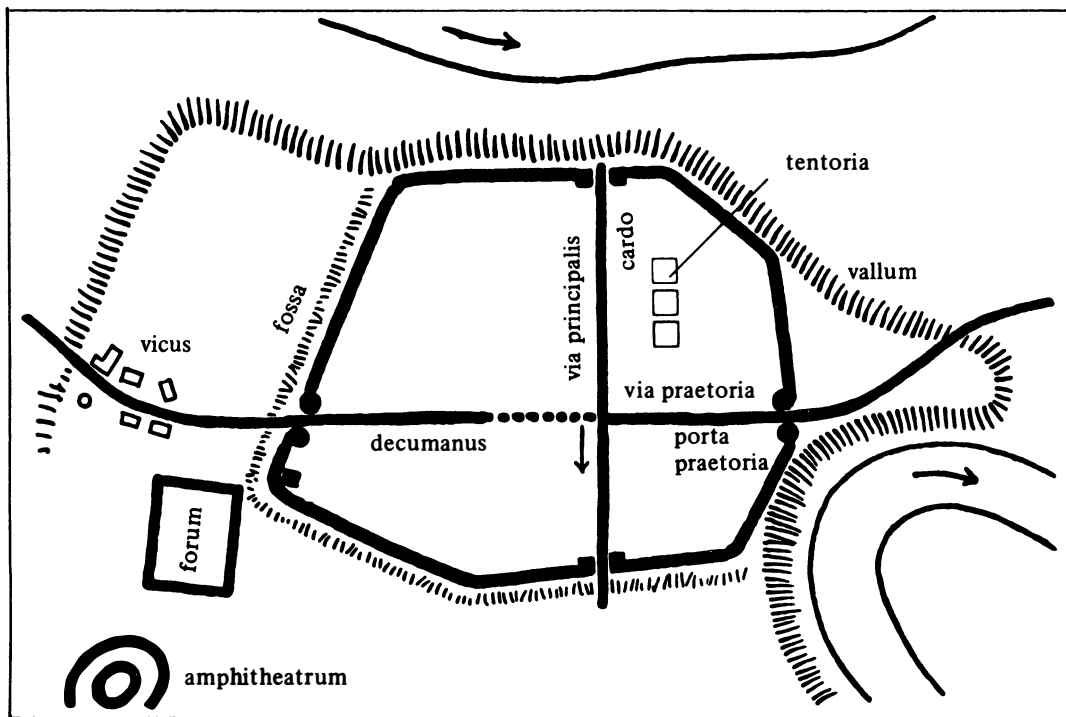 tentoria
cardo
vallum
via principalis
fossa
vicus
via praetoria
decumanus
porta
praetoria
forum
amphitheatrum